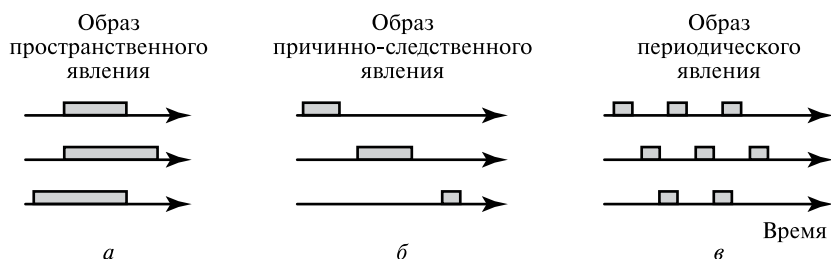 Образ
пространственного
явления
Образ
причинно-следственного
явления
Образ
периодического
явления
Время
а
б
в